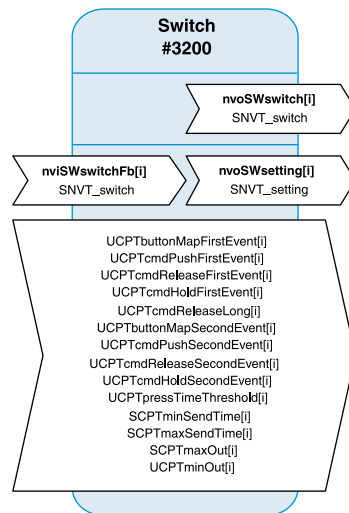 Switch
#3200
nvoSWswitch[i]
SNVT_switch
nviSWswitchFb[i]
SNVT_switch
nvoSWsetting[i]
SNVT_setting
UCPTbuttonMapFirstEvent[i]
UCPTcmdPushFirstEvent[i]
UCPTcmdReleaseFirstEvent[i]
UCPTcmdHoldFirstEvent[i]
UCPTcmdReleaseLong[i]
UCPTbuttonMapSecondEvent[i]
UCPTcmdPushSecondEvent[i]
UCPTcmdReleaseSecondEvent[i]
UCPTcmdHoldSecondEvent[i]
UCPTpressTimeThreshold[i]
SCPTminSendTime[i]
SCPTmaxSendTime[i]
SCPTmaxOut[i]
UCPTminOut[i]